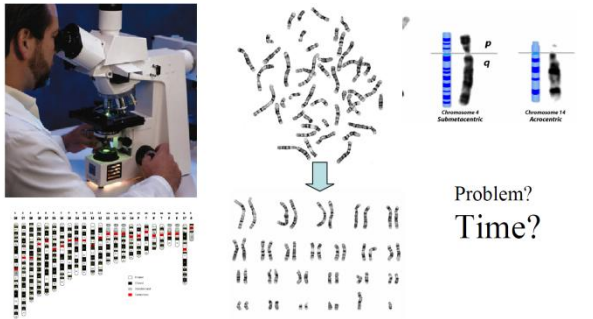 p
q
Chromosome 4
Submetacentric
Chromosome 14
Acrocentric
Problem?
Time?